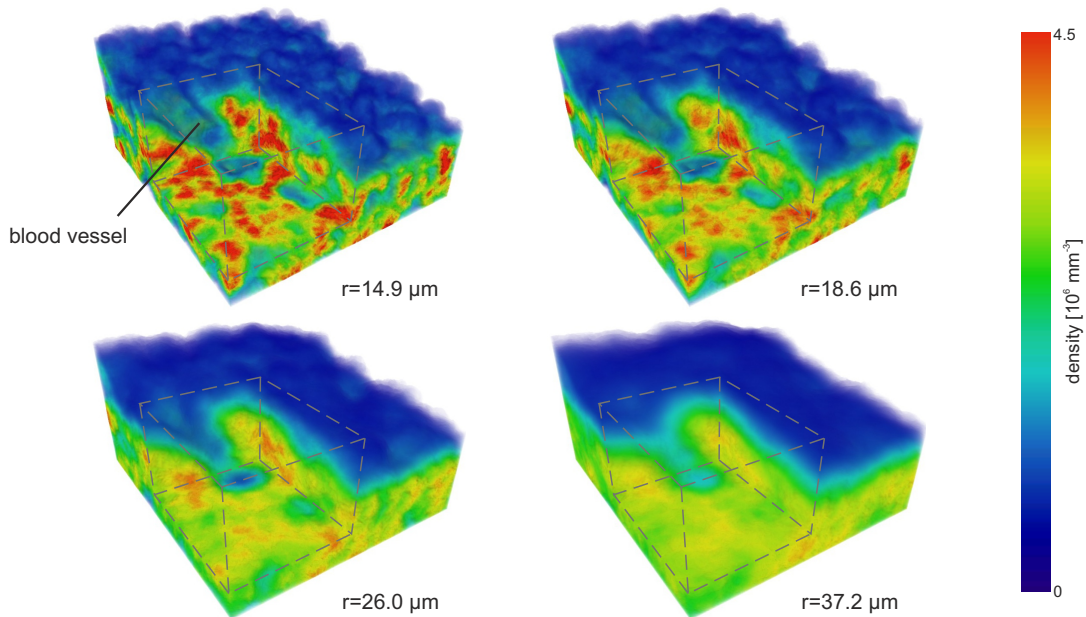 4.5
blood vessel
r=14.9 μm
r=18.6 μm
density [10⁶ mm⁻³]
r=26.0 μm
r=37.2 μm
0